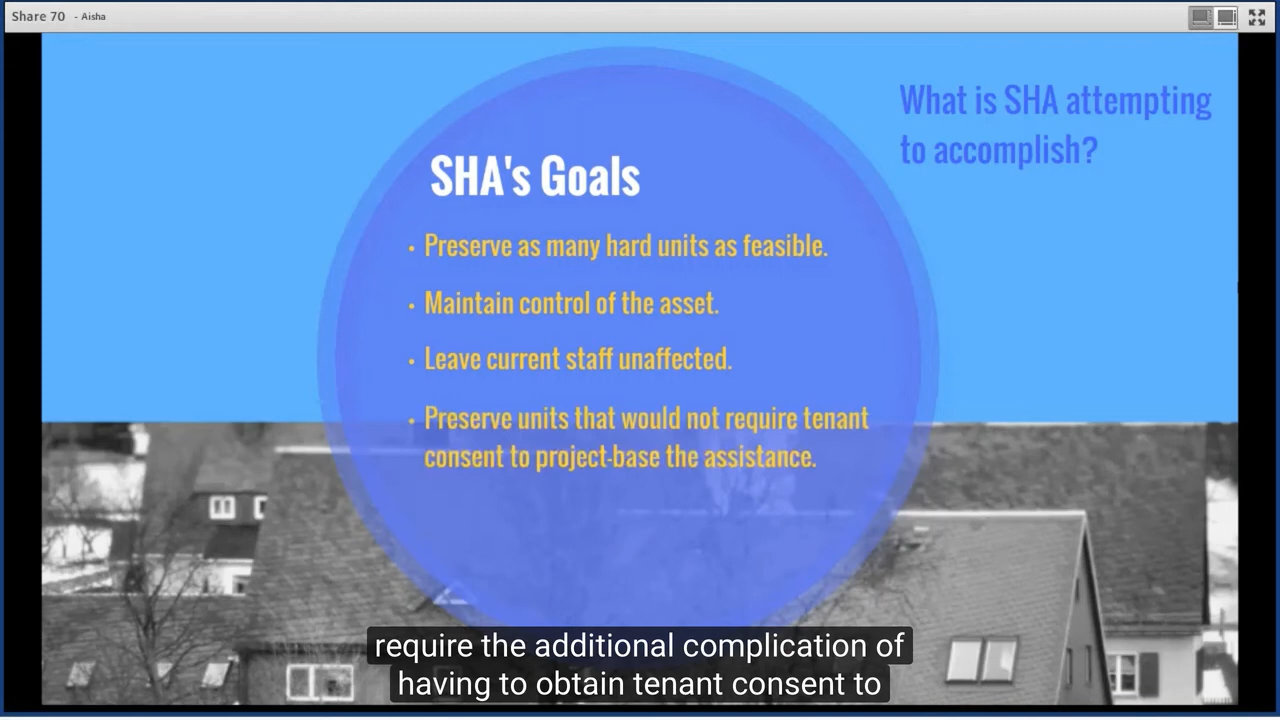 Share 70 - Aisha
What is SHA attempting
to accomplish?
SHA's Goals
• Preserve as many hard units as feasible.
• Maintain control of the asset.
• Leave current staff unaffected.
• Preserve units that would not require tenant
consent to project-base the assistance.
require the additional complication of
having to obtain tenant consent to